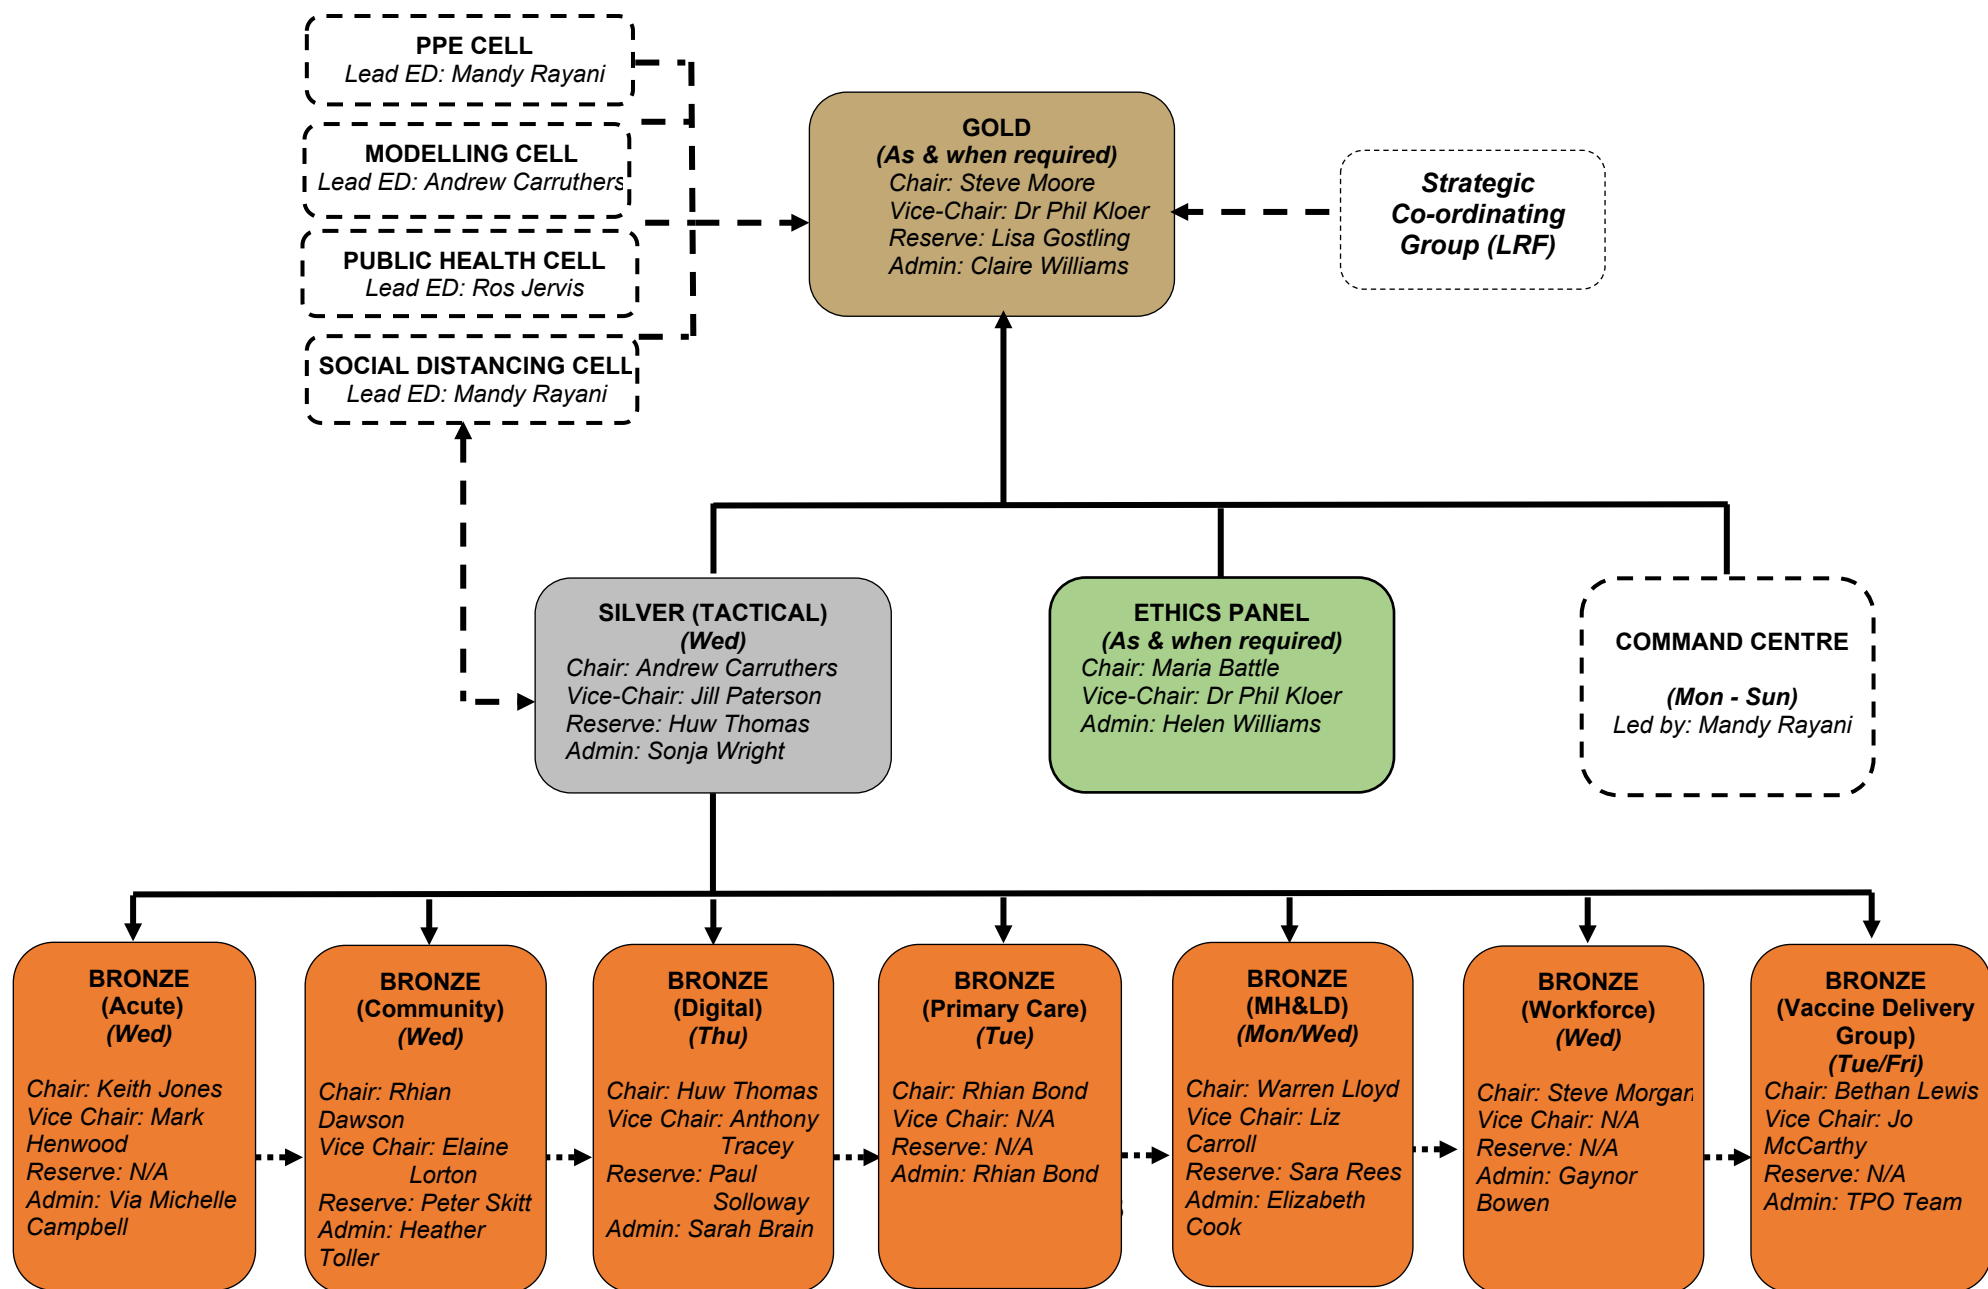 PPE CELL
Lead ED: Mandy Rayani
MODELLING CELL
Lead ED: Andrew Carruthers
PUBLIC HEALTH CELL
Lead ED: Ros Jervis
SOCIAL DISTANCING CELL
Lead ED: Mandy Rayani
GOLD
(As & when required)
Chair: Steve Moore
Vice-Chair: Dr Phil Kloer
Reserve: Lisa Gostling
Admin: Claire Williams
Strategic
Co-ordinating
Group (LRF)
SILVER (TACTICAL)
(Wed)
Chair: Andrew Carruthers
Vice-Chair: Jill Paterson
Reserve: Huw Thomas
Admin: Sonja Wright
ETHICS PANEL
(As & when required)
Chair: Maria Battle
Vice-Chair: Dr Phil Kloer
Admin: Helen Williams
COMMAND CENTRE
(Mon - Sun)
Led by: Mandy Rayani
BRONZE
(Acute)
(Wed)
Chair: Keith Jones
Vice Chair: Mark
Henwood
Reserve: N/A
Admin: Via Michelle
Campbell
BRONZE
(Community)
(Wed)
Chair: Rhian
Dawson
Vice Chair: Elaine
Lorton
Reserve: Peter Skitt
Admin: Heather
Toller
BRONZE
(Digital)
(Thu)
Chair: Huw Thomas
Vice Chair: Anthony
Tracey
Reserve: Paul
Solloway
Admin: Sarah Brain
BRONZE
(Primary Care)
(Tue)
Chair: Rhian Bond
Vice Chair: N/A
Reserve: N/A
Admin: Rhian Bond
BRONZE
(MH&LD)
(Mon/Wed)
Chair: Warren Lloyd
Vice Chair: Liz
Carroll
Reserve: Sara Rees
Admin: Elizabeth
Cook
BRONZE
(Workforce)
(Wed)
Chair: Steve Morgan
Vice Chair: N/A
Reserve: N/A
Admin: Gaynor
Bowen
BRONZE
(Vaccine Delivery
Group)
(Tue/Fri)
Chair: Bethan Lewis
Vice Chair: Jo
McCarthy
Reserve: N/A
Admin: TPO Team